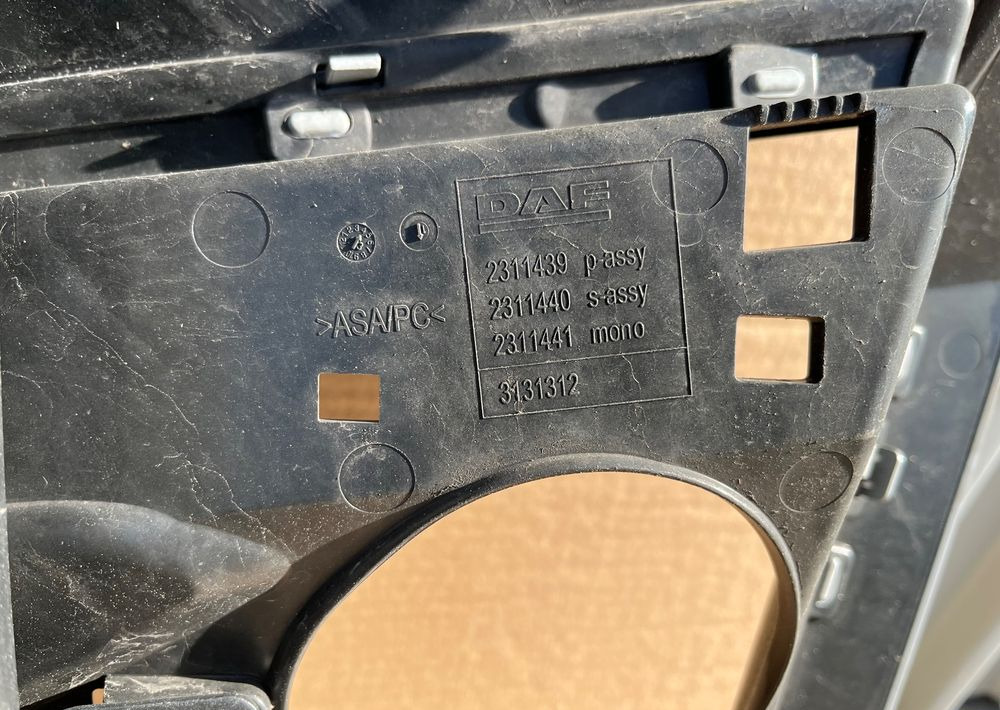 DAF
2311439 p-assy
2311440 s-assy
2311441 mono
3131312
>ASA/PC<